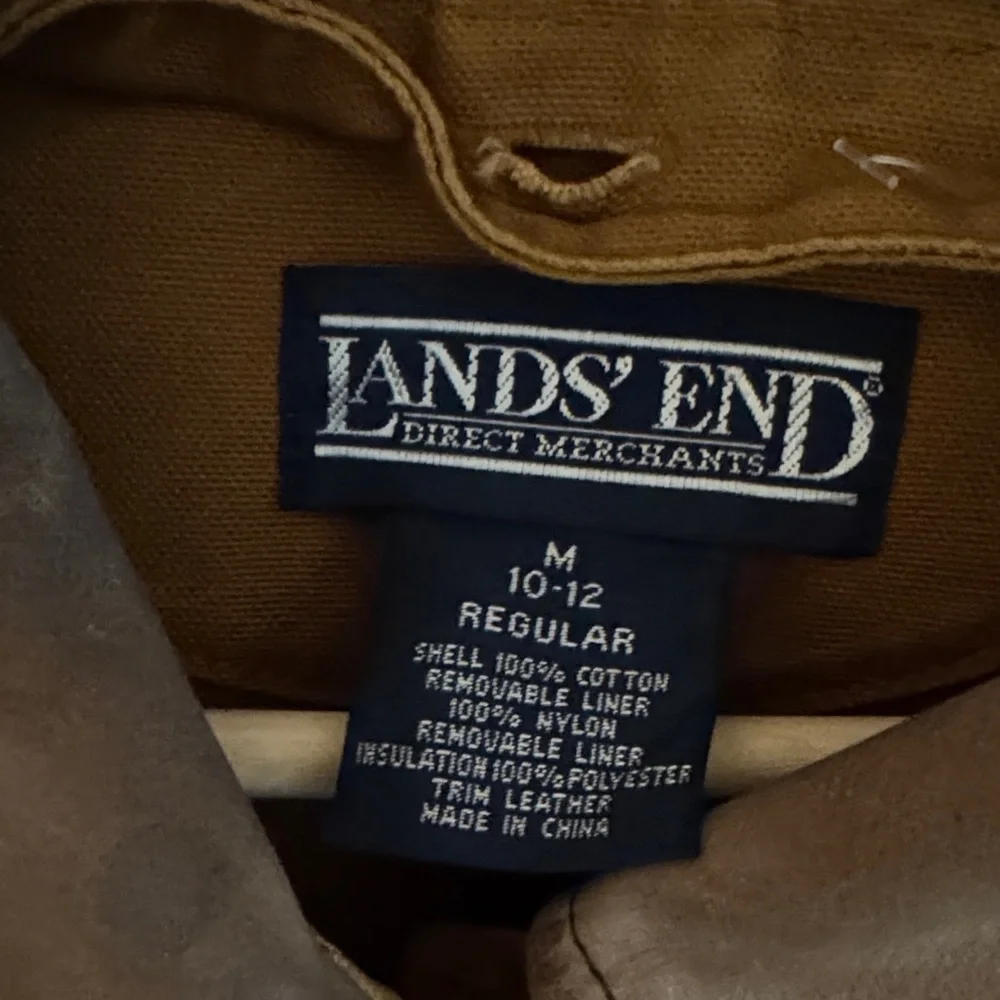 LANDS' END®
DIRECT MERCHANTS
M
10-12
REGULAR
SHELL 100% COTTON
REMOVABLE LINER
100% NYLON
REMOVABLE LINER
INSULATION 100% POLYESTER
TRIM LEATHER
MADE IN CHINA